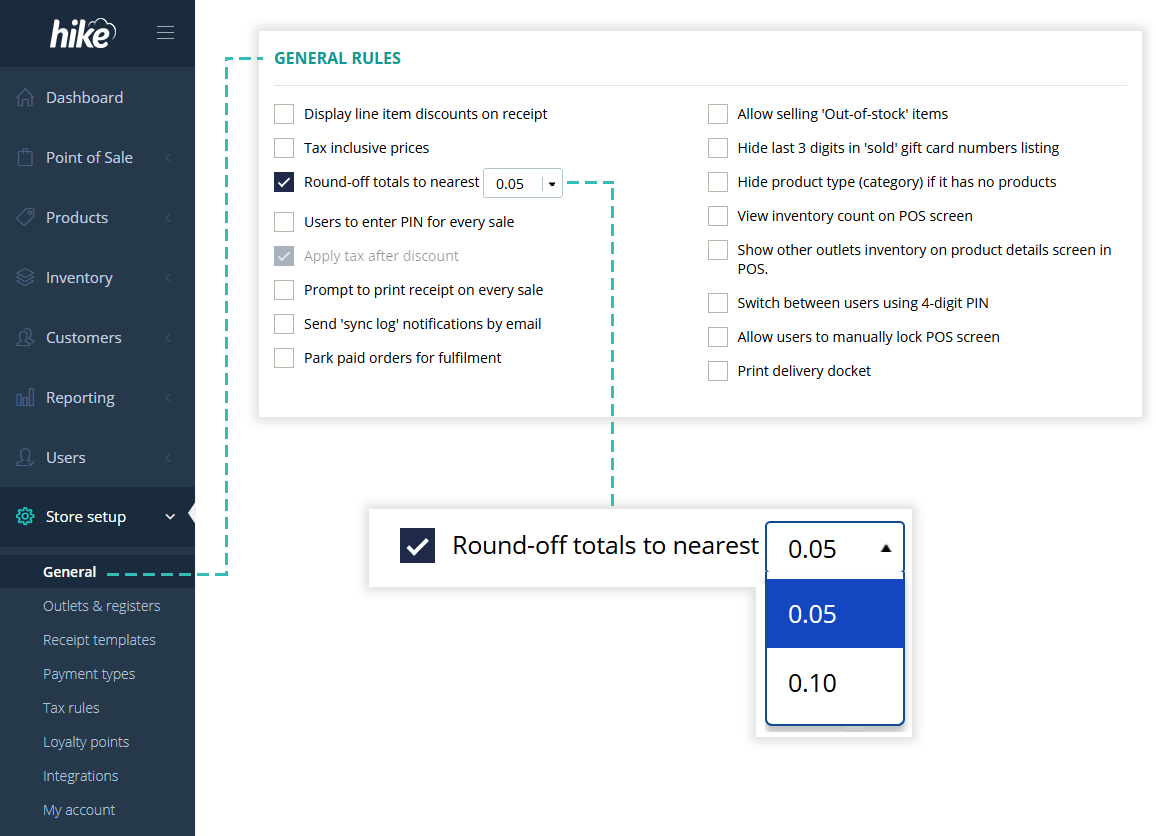 hike
Dashboard
Point of Sale
Products
Inventory
Customers
Reporting
Users
Store setup
General
Outlets & registers
Receipt templates
Payment types
Tax rules
Loyalty points
Integrations
My account
GENERAL RULES
Display line item discounts on receipt
Tax inclusive prices
Round-off totals to nearest 0.05
Users to enter PIN for every sale
Apply tax after discount
Prompt to print receipt on every sale
Send 'sync log' notifications by email
Park paid orders for fulfilment
Allow selling 'Out-of-stock' items
Hide last 3 digits in 'sold' gift card numbers listing
Hide product type (category) if it has no products
View inventory count on POS screen
Show other outlets inventory on product details screen in
POS.
Switch between users using 4-digit PIN
Allow users to manually lock POS screen
Print delivery docket
Round-off totals to nearest 0.05
0.05
0.10